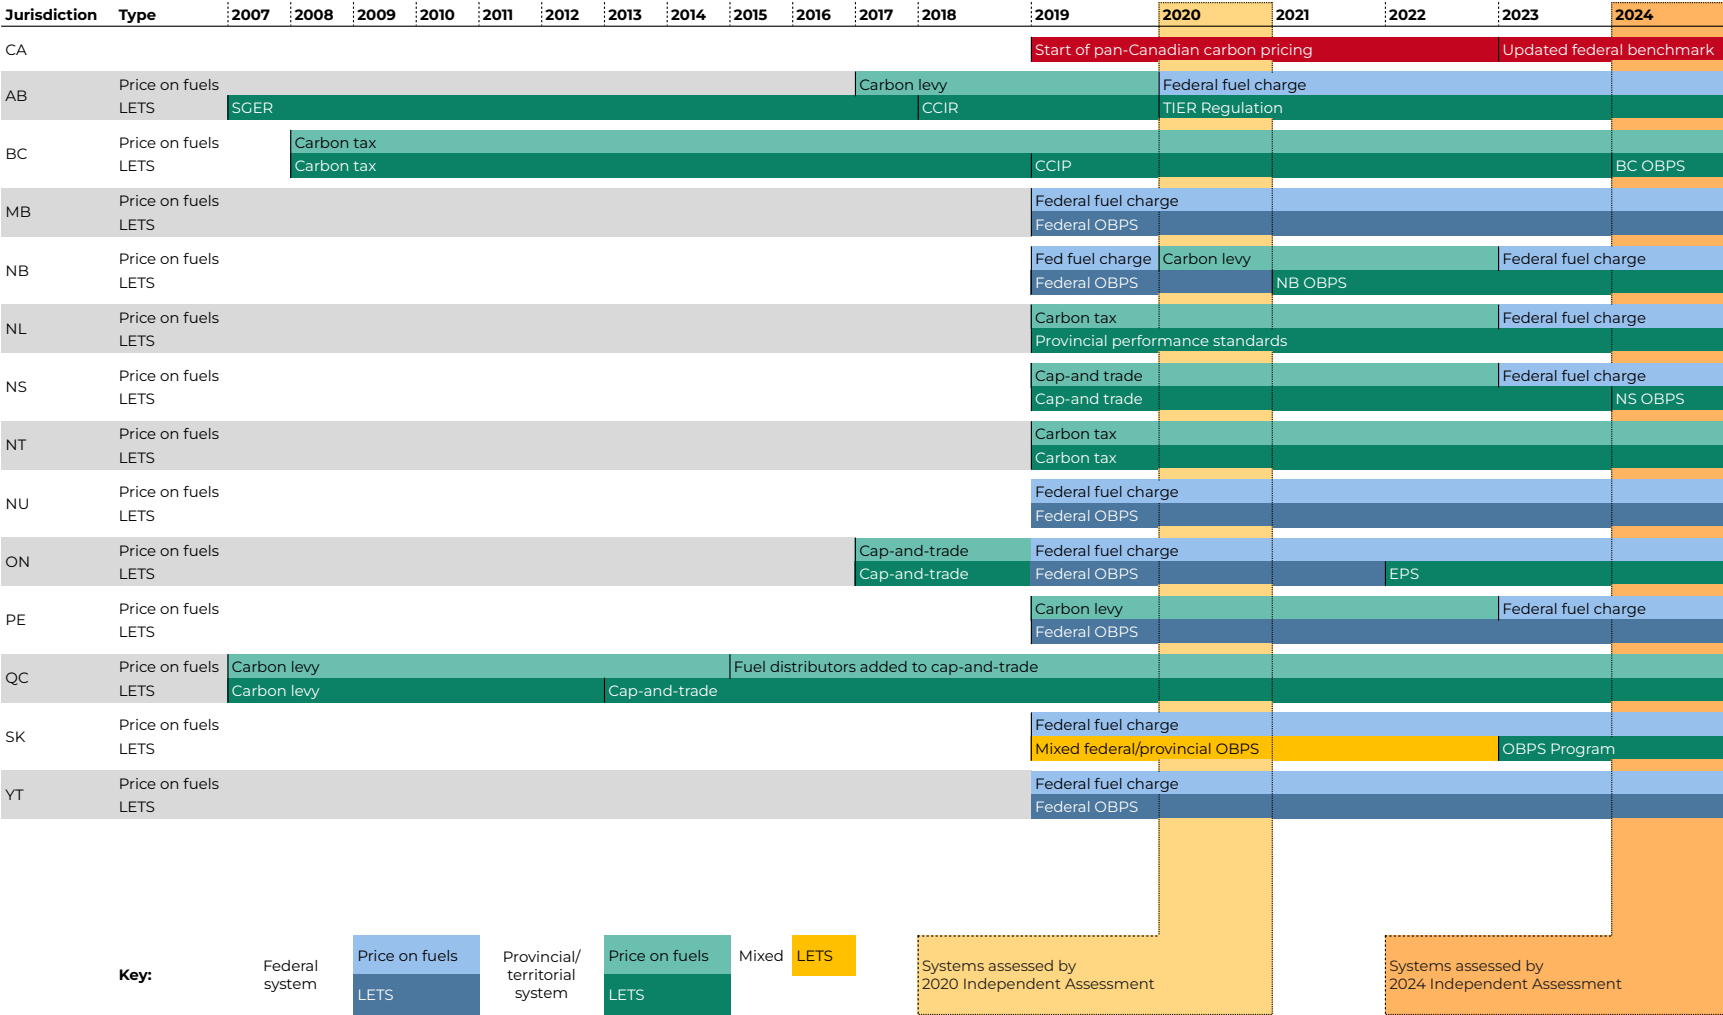 Jurisdiction Type 2007 2008 2009 2010 2011 2012 2013 2014 2015 2016 2017 2018 2019 2020 2021 2022 2023 2024
CA Start of pan-Canadian carbon pricing Updated federal benchmark
AB
Price on fuels Carbon levy Federal fuel charge
LETS SGER CCIR TIER Regulation
BC
Price on fuels Carbon tax
LETS Carbon tax CCIP BC OBPS
MB
Price on fuels Federal fuel charge
LETS Federal OBPS
NB
Price on fuels Fed fuel charge Carbon levy Federal fuel charge
LETS Federal OBPS NB OBPS
NL
Price on fuels Carbon tax Federal fuel charge
LETS Provincial performance standards
NS
Price on fuels Cap-and trade Federal fuel charge
LETS Cap-and trade NS OBPS
NT
Price on fuels Carbon tax
LETS Carbon tax
NU
Price on fuels Federal fuel charge
LETS Federal OBPS
ON
Price on fuels Cap-and-trade Federal fuel charge
LETS Cap-and-trade Federal OBPS EPS
PE
Price on fuels Carbon levy Federal fuel charge
LETS Federal OBPS
QC
Price on fuels Carbon levy Fuel distributors added to cap-and-trade
LETS Carbon levy Cap-and-trade
SK
Price on fuels Federal fuel charge
LETS Mixed federal/provincial OBPS OBPS Program
YT
Price on fuels Federal fuel charge
LETS Federal OBPS
Key:
Federal
system
Price on fuels
LETS
Provincial/
territorial
system
Price on fuels
LETS
Mixed LETS
Systems assessed by
2020 Independent Assessment
Systems assessed by
2024 Independent Assessment